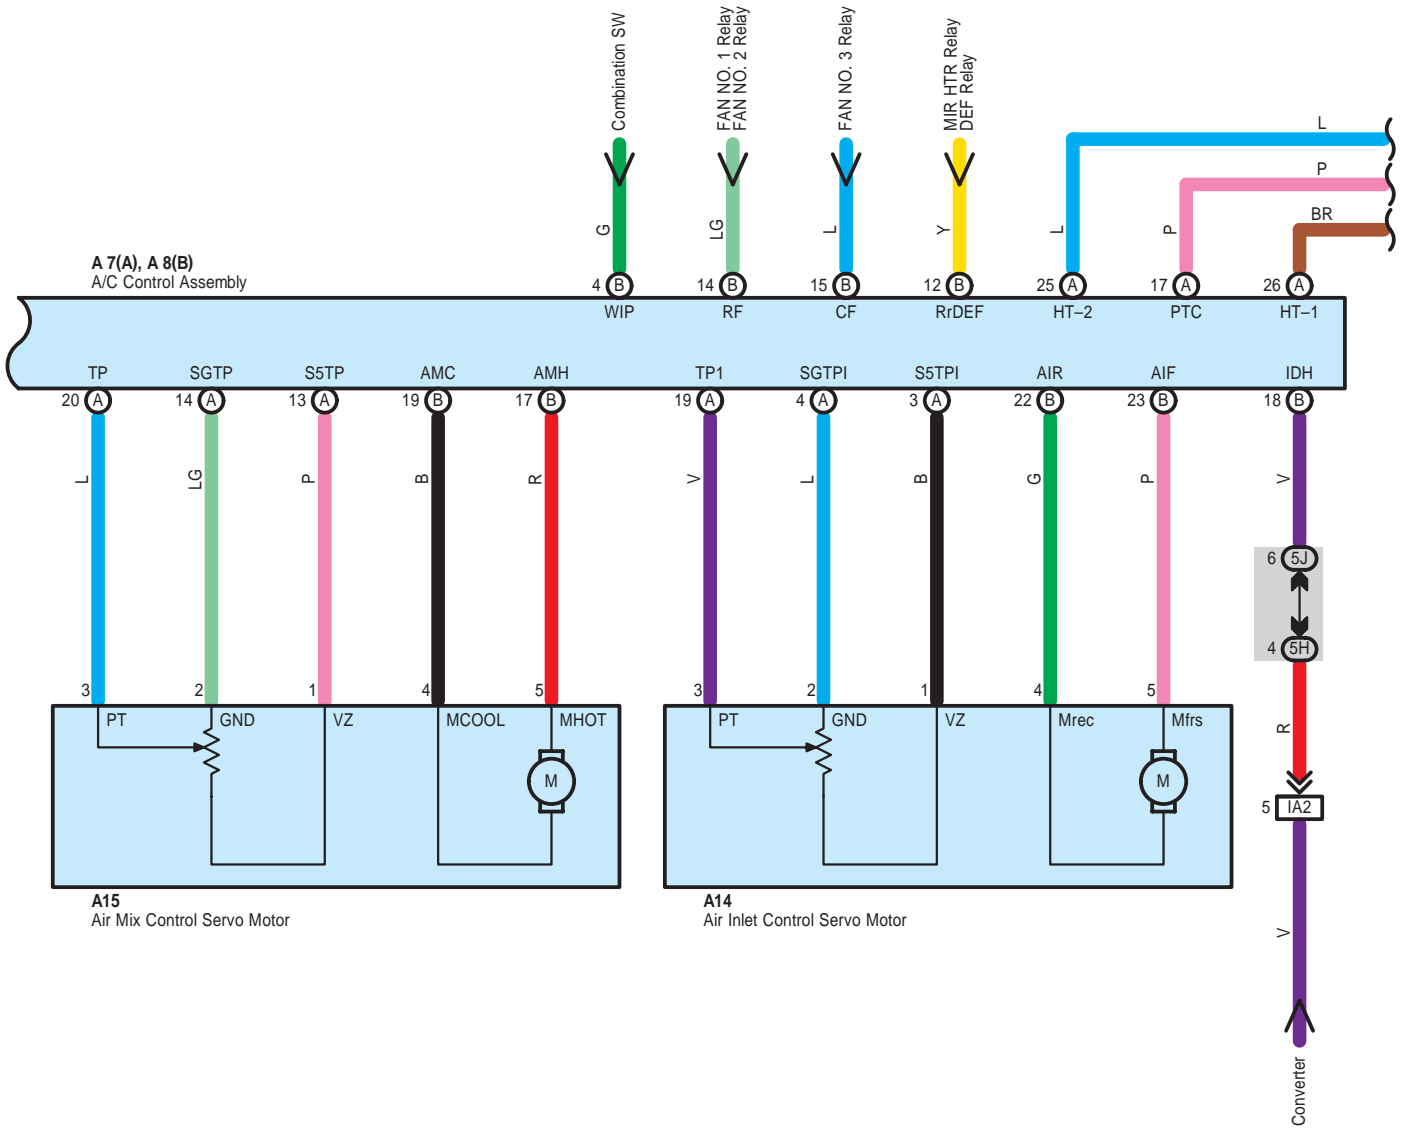 Combination SW
FAN NO. 1 Relay
FAN NO. 2 Relay
FAN NO. 3 Relay
MIR HTR Relay
DEF Relay
L
P
BR
G
LG
L
Y
L
P
A 7(A), A 8(B)
A/C Control Assembly
4 B
14 B
15 B
12 B
25 A
17 A
26 A
WIP
RF
CF
RrDEF
HT–2
PTC
HT–1
TP
SGTP
S5TP
AMC
AMH
TP1
SGTPI
S5TPI
AIR
AIF
IDH
20 A
14 A
13 A
19 B
17 B
19 A
4 A
3 A
22 B
23 B
18 B
L
LG
P
B
R
V
L
B
G
P
V
6 5J
4 5H
3
2
1
4
5
3
2
1
4
5
PT
GND
VZ
MCOOL
MHOT
PT
GND
VZ
Mrec
Mfrs
R
M
M
5 IA2
A15
Air Mix Control Servo Motor
A14
Air Inlet Control Servo Motor
V
Converter